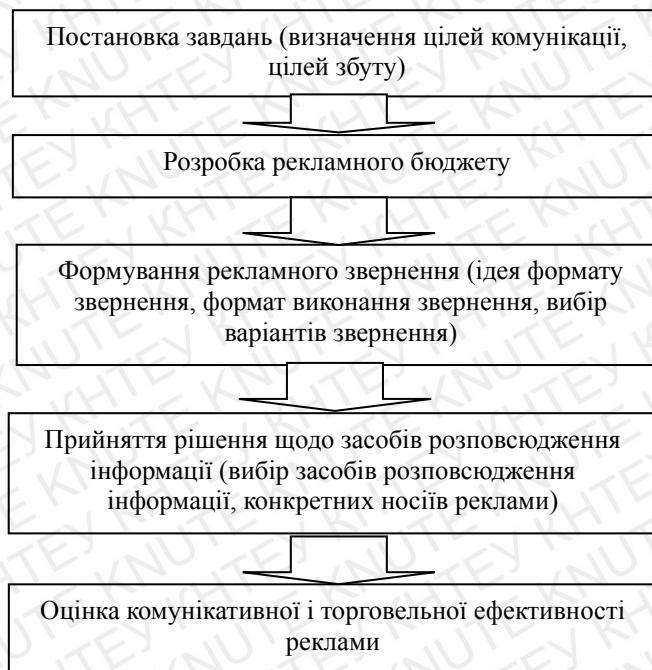 Постановка завдань (визначення цілей комунікації,
цілей збуту)
Розробка рекламного бюджету
Формування рекламного звернення (ідея формату
звернення, формат виконання звернення, вибір
варіантів звернення)
Прийняття рішення щодо засобів розповсюдження
інформації (вибір засобів розповсюдження
інформації, конкретних носіїв реклами)
Оцінка комунікативної і торговельної ефективності
реклами